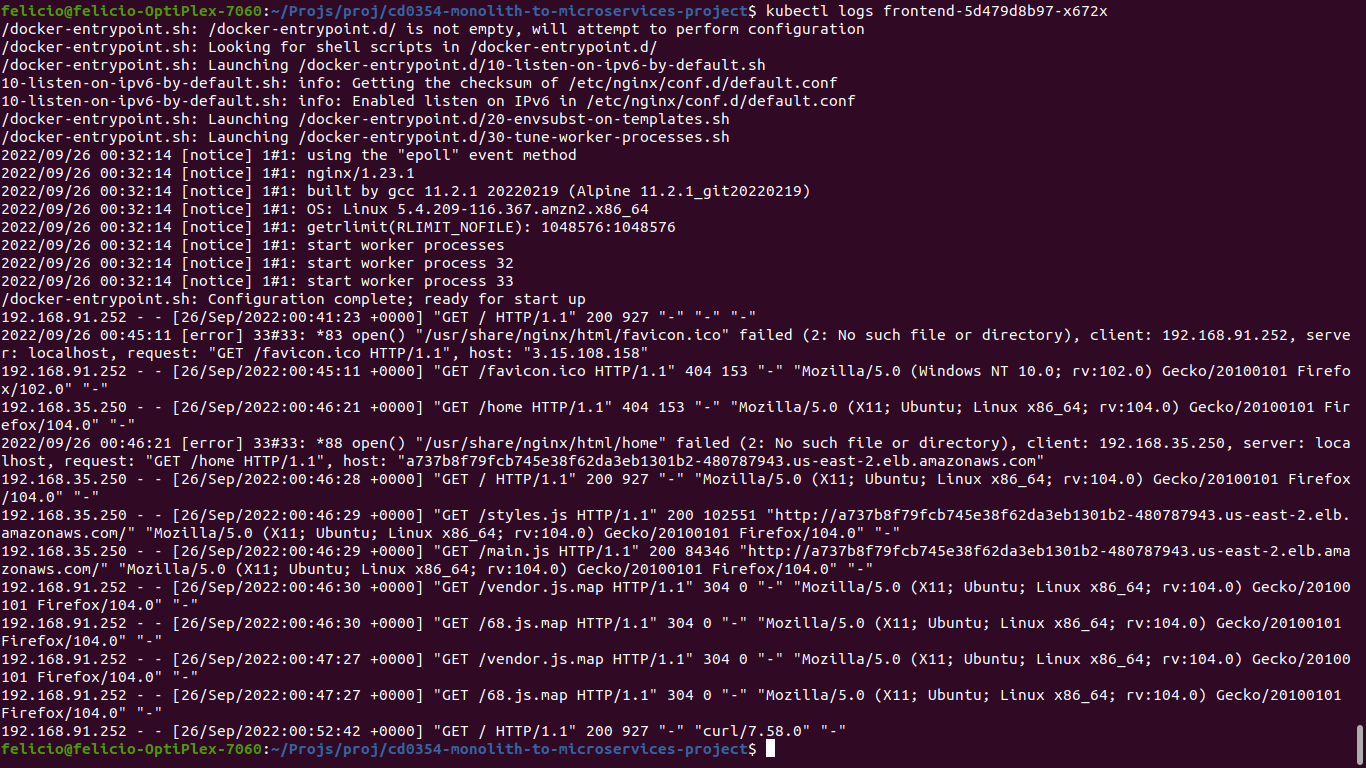 felicio@felicio-OptiPlex-7060:~/Projs/proj/cd0354-monolith-to-microservices-project$ kubectl logs frontend-5d479d8b97-x672x
/docker-entrypoint.sh: /docker-entrypoint.d/ is not empty, will attempt to perform configuration
/docker-entrypoint.sh: Looking for shell scripts in /docker-entrypoint.d/
/docker-entrypoint.sh: Launching /docker-entrypoint.d/10-listen-on-ipv6-by-default.sh
10-listen-on-ipv6-by-default.sh: info: Getting the checksum of /etc/nginx/conf.d/default.conf
10-listen-on-ipv6-by-default.sh: info: Enabled listen on IPv6 in /etc/nginx/conf.d/default.conf
/docker-entrypoint.sh: Launching /docker-entrypoint.d/20-envsubst-on-templates.sh
/docker-entrypoint.sh: Launching /docker-entrypoint.d/30-tune-worker-processes.sh
2022/09/26 00:32:14 [notice] 1#1: using the "epoll" event method
2022/09/26 00:32:14 [notice] 1#1: nginx/1.23.1
2022/09/26 00:32:14 [notice] 1#1: built by gcc 11.2.1 20220219 (Alpine 11.2.1_git20220219)
2022/09/26 00:32:14 [notice] 1#1: OS: Linux 5.4.209-116.367.amzn2.x86_64
2022/09/26 00:32:14 [notice] 1#1: getrlimit(RLIMIT_NOFILE): 1048576:1048576
2022/09/26 00:32:14 [notice] 1#1: start worker processes
2022/09/26 00:32:14 [notice] 1#1: start worker process 32
2022/09/26 00:32:14 [notice] 1#1: start worker process 33
/docker-entrypoint.sh: Configuration complete; ready for start up
192.168.91.252 - - [26/Sep/2022:00:41:23 +0000] "GET / HTTP/1.1" 200 927 "-" "-" "-"
2022/09/26 00:45:11 [error] 33#33: *83 open() "/usr/share/nginx/html/favicon.ico" failed (2: No such file or directory), client: 192.168.91.252, serve
r: localhost, request: "GET /favicon.ico HTTP/1.1", host: "3.15.108.158"
192.168.91.252 - - [26/Sep/2022:00:45:11 +0000] "GET /favicon.ico HTTP/1.1" 404 153 "-" "Mozilla/5.0 (Windows NT 10.0; rv:102.0) Gecko/20100101 Firefo
x/102.0" "-"
192.168.35.250 - - [26/Sep/2022:00:46:21 +0000] "GET /home HTTP/1.1" 404 153 "-" "Mozilla/5.0 (X11; Ubuntu; Linux x86_64; rv:104.0) Gecko/20100101 Fir
efox/104.0" "-"
2022/09/26 00:46:21 [error] 33#33: *88 open() "/usr/share/nginx/html/home" failed (2: No such file or directory), client: 192.168.35.250, server: loca
lhost, request: "GET /home HTTP/1.1", host: "a737b8f79fcb745e38f62da3eb1301b2-480787943.us-east-2.elb.amazonaws.com"
192.168.35.250 - - [26/Sep/2022:00:46:28 +0000] "GET / HTTP/1.1" 200 927 "-" "Mozilla/5.0 (X11; Ubuntu; Linux x86_64; rv:104.0) Gecko/20100101 Firefox
/104.0" "-"
192.168.35.250 - - [26/Sep/2022:00:46:29 +0000] "GET /styles.js HTTP/1.1" 200 102551 "http://a737b8f79fcb745e38f62da3eb1301b2-480787943.us-east-2.elb.
amazonaws.com/" "Mozilla/5.0 (X11; Ubuntu; Linux x86_64; rv:104.0) Gecko/20100101 Firefox/104.0" "-"
192.168.35.250 - - [26/Sep/2022:00:46:29 +0000] "GET /main.js HTTP/1.1" 200 84346 "http://a737b8f79fcb745e38f62da3eb1301b2-480787943.us-east-2.elb.ama
zonaws.com/" "Mozilla/5.0 (X11; Ubuntu; Linux x86_64; rv:104.0) Gecko/20100101 Firefox/104.0" "-"
192.168.91.252 - - [26/Sep/2022:00:46:30 +0000] "GET /vendor.js.map HTTP/1.1" 304 0 "-" "Mozilla/5.0 (X11; Ubuntu; Linux x86_64; rv:104.0) Gecko/20100
101 Firefox/104.0" "-"
192.168.91.252 - - [26/Sep/2022:00:46:30 +0000] "GET /68.js.map HTTP/1.1" 304 0 "-" "Mozilla/5.0 (X11; Ubuntu; Linux x86_64; rv:104.0) Gecko/20100101 
Firefox/104.0" "-"
192.168.91.252 - - [26/Sep/2022:00:47:27 +0000] "GET /vendor.js.map HTTP/1.1" 304 0 "-" "Mozilla/5.0 (X11; Ubuntu; Linux x86_64; rv:104.0) Gecko/20100
101 Firefox/104.0" "-"
192.168.91.252 - - [26/Sep/2022:00:47:27 +0000] "GET /68.js.map HTTP/1.1" 304 0 "-" "Mozilla/5.0 (X11; Ubuntu; Linux x86_64; rv:104.0) Gecko/20100101 
Firefox/104.0" "-"
192.168.91.252 - - [26/Sep/2022:00:52:42 +0000] "GET / HTTP/1.1" 200 927 "-" "curl/7.58.0" "-"
felicio@felicio-OptiPlex-7060:~/Projs/proj/cd0354-monolith-to-microservices-project$